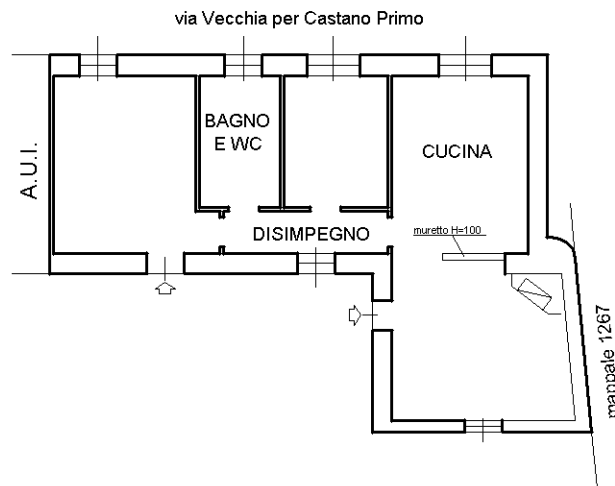 via Vecchia per Castano Primo
BAGNO
E WC
CUCINA
A.U.I.
DISIMPEGNO
muretto H=100
mappale 1267